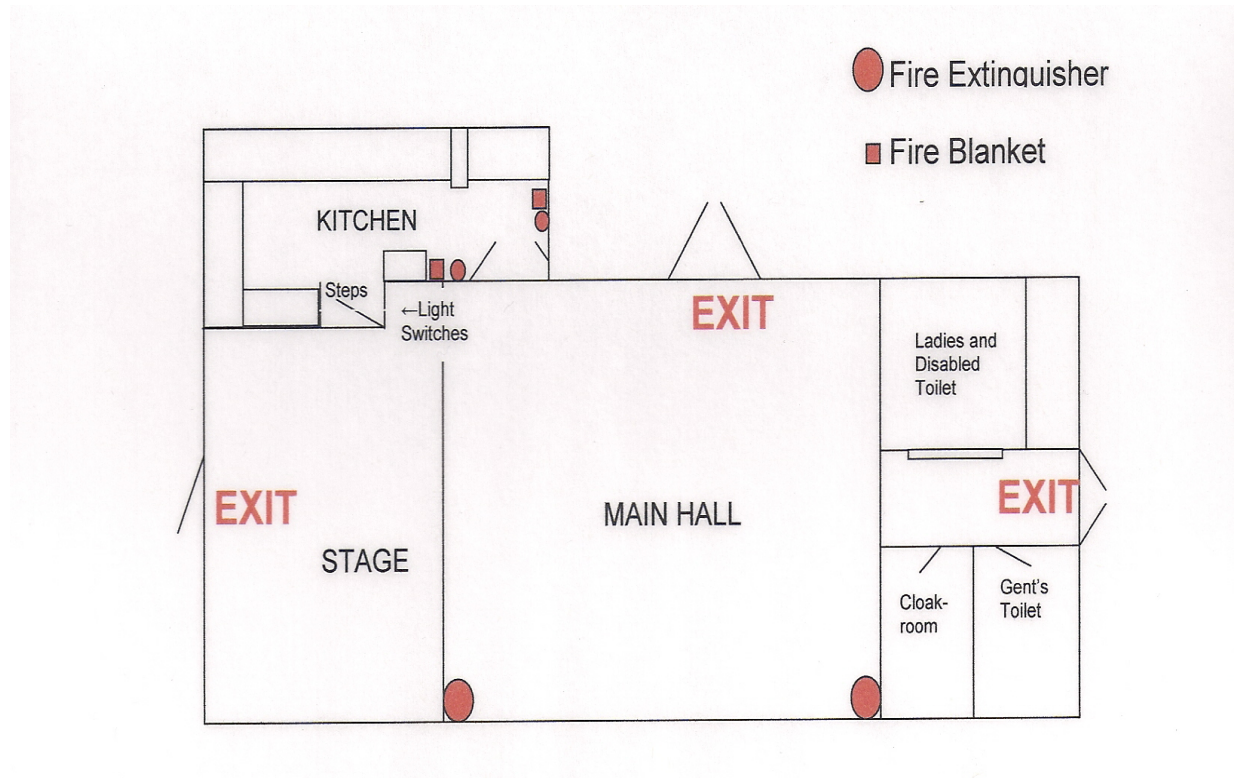 Fire Extinguisher
Fire Blanket
KITCHEN
Steps
←Light
Switches
EXIT
Ladies and
Disabled
Toilet
EXIT
EXIT
MAIN HALL
STAGE
Cloak-
room
Gent's
Toilet